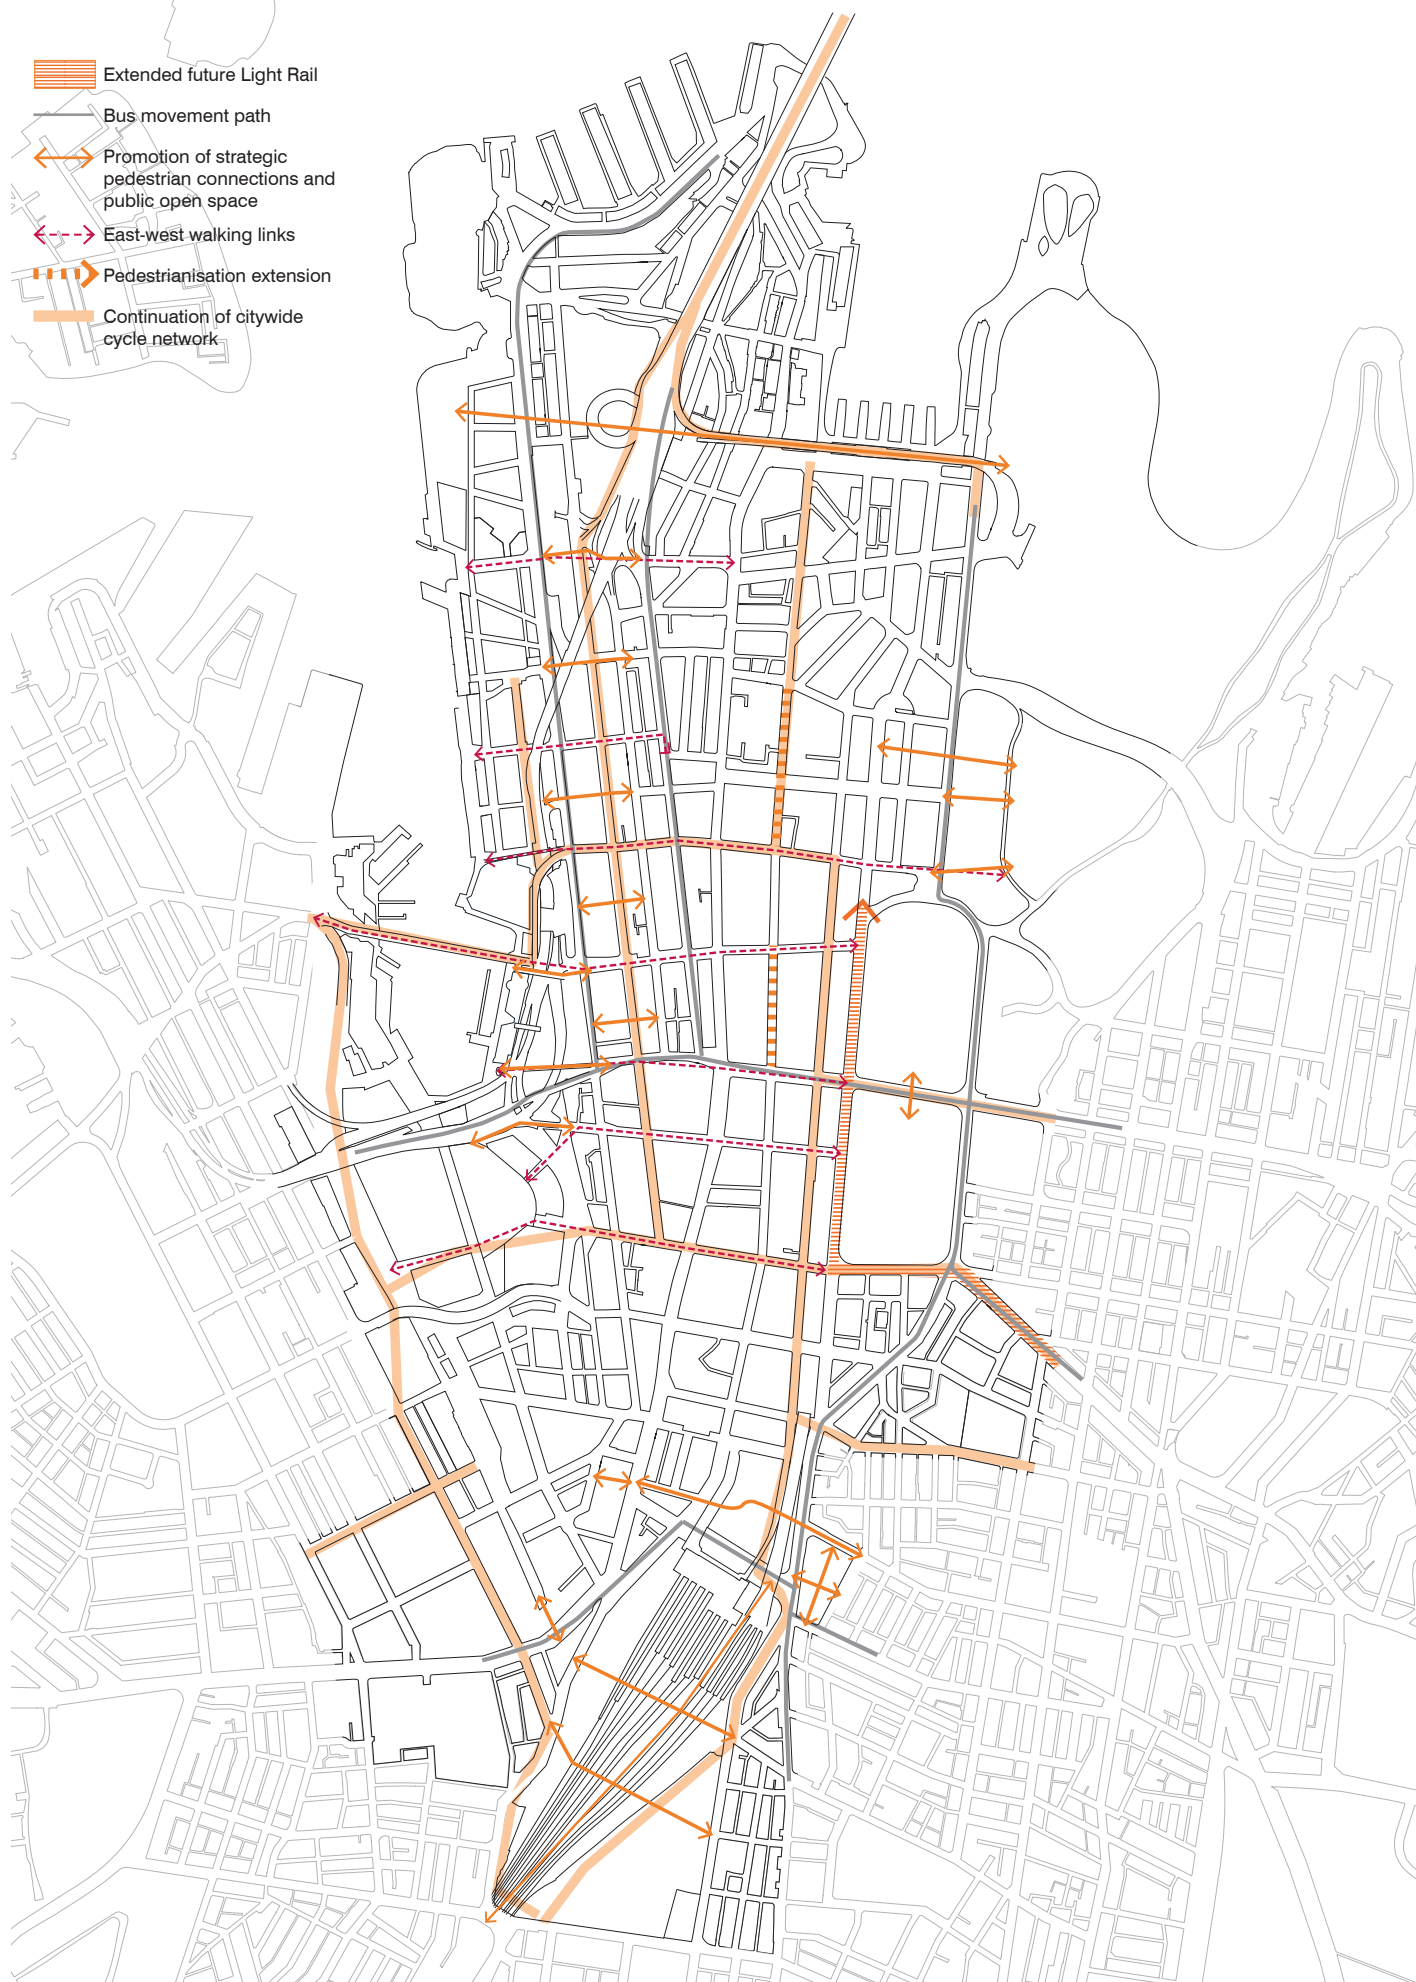 Extended future Light Rail
Bus movement path
Promotion of strategic
pedestrian connections and
public open space
East-west walking links
Pedestrianisation extension
Continuation of citywide
cycle network